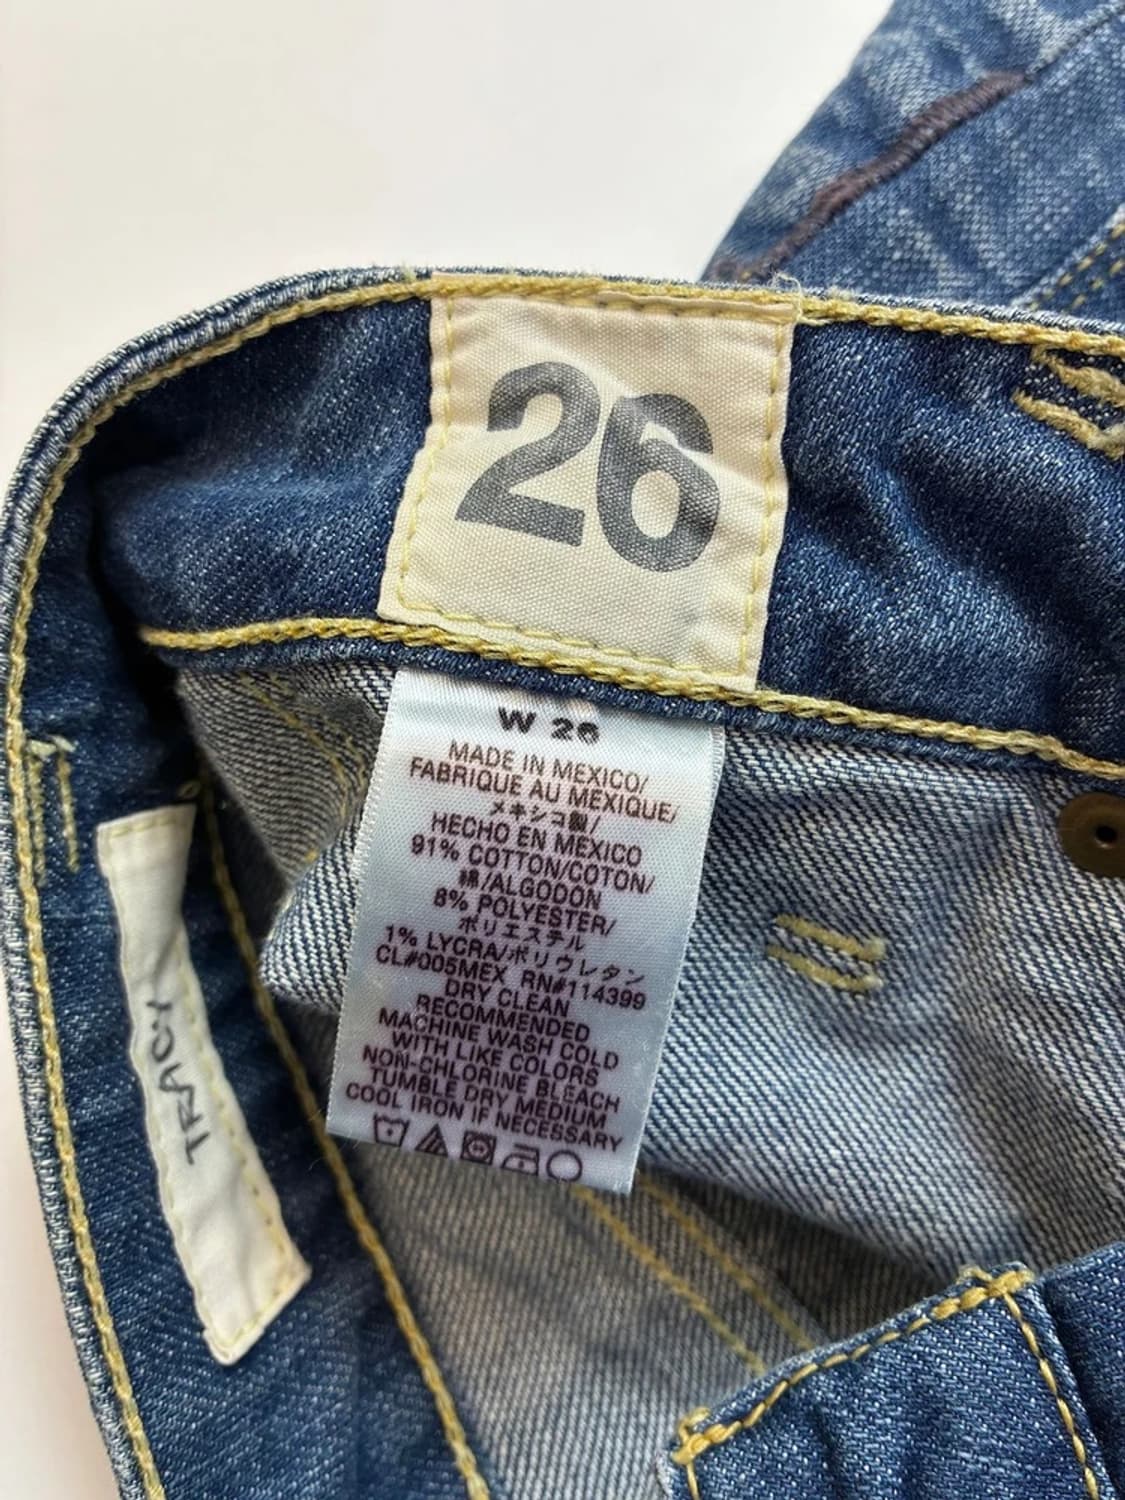 26
W 26
MADE IN MEXICO/
FABRIQUE AU MEXIQUE/
メキシコ製/
HECHO EN MEXICO
91% COTTON/COTON/
綿/ALGODON
8% POLYESTER/
ポリエステル
1% LYCRA/ポリウレタン
CL#005MEX RN#114399
DRY CLEAN
RECOMMENDED
MACHINE WASH COLD
WITH LIKE COLORS
NON-CHLORINE BLEACH
TUMBLE DRY MEDIUM
COOL IRON IF NECESSARY
TRACY